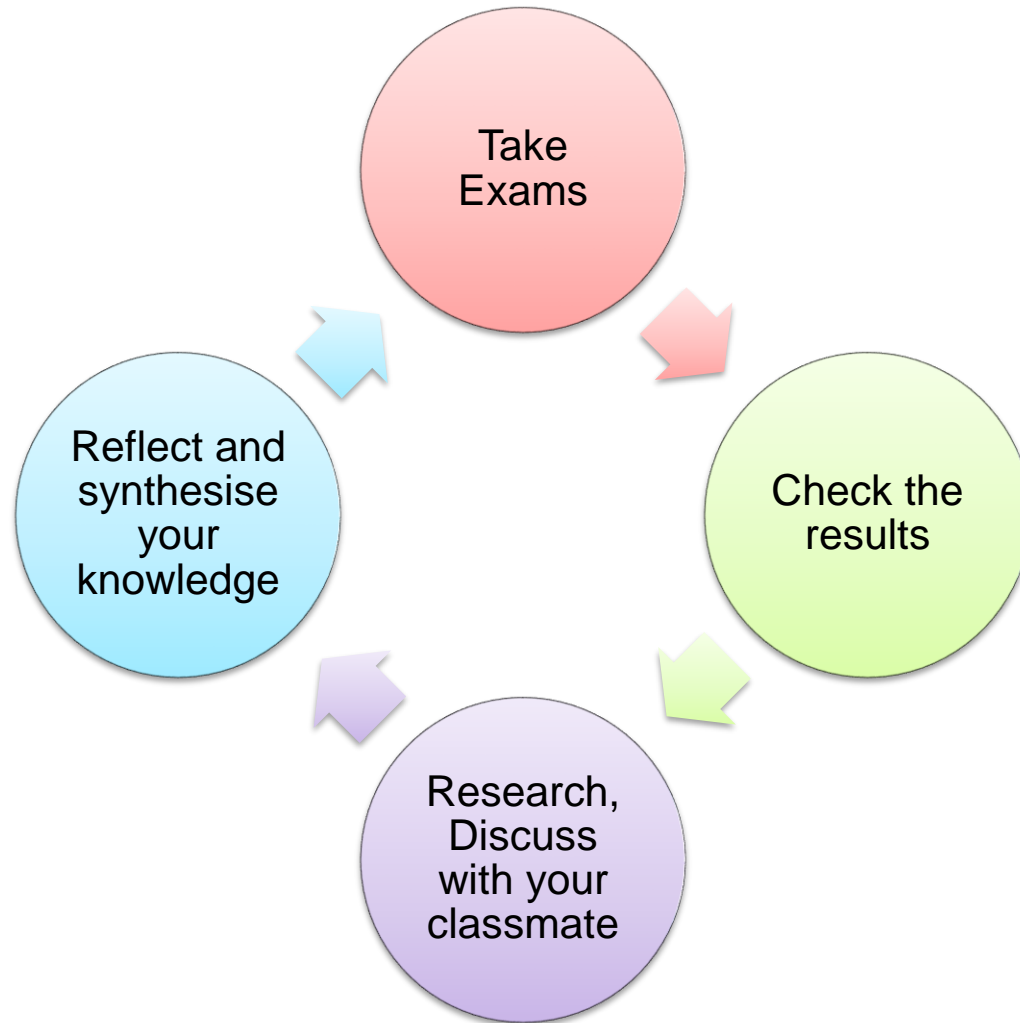 Take
Exams
Check the
results
Research,
Discuss
with your
classmate
Reflect and
synthesise
your
knowledge